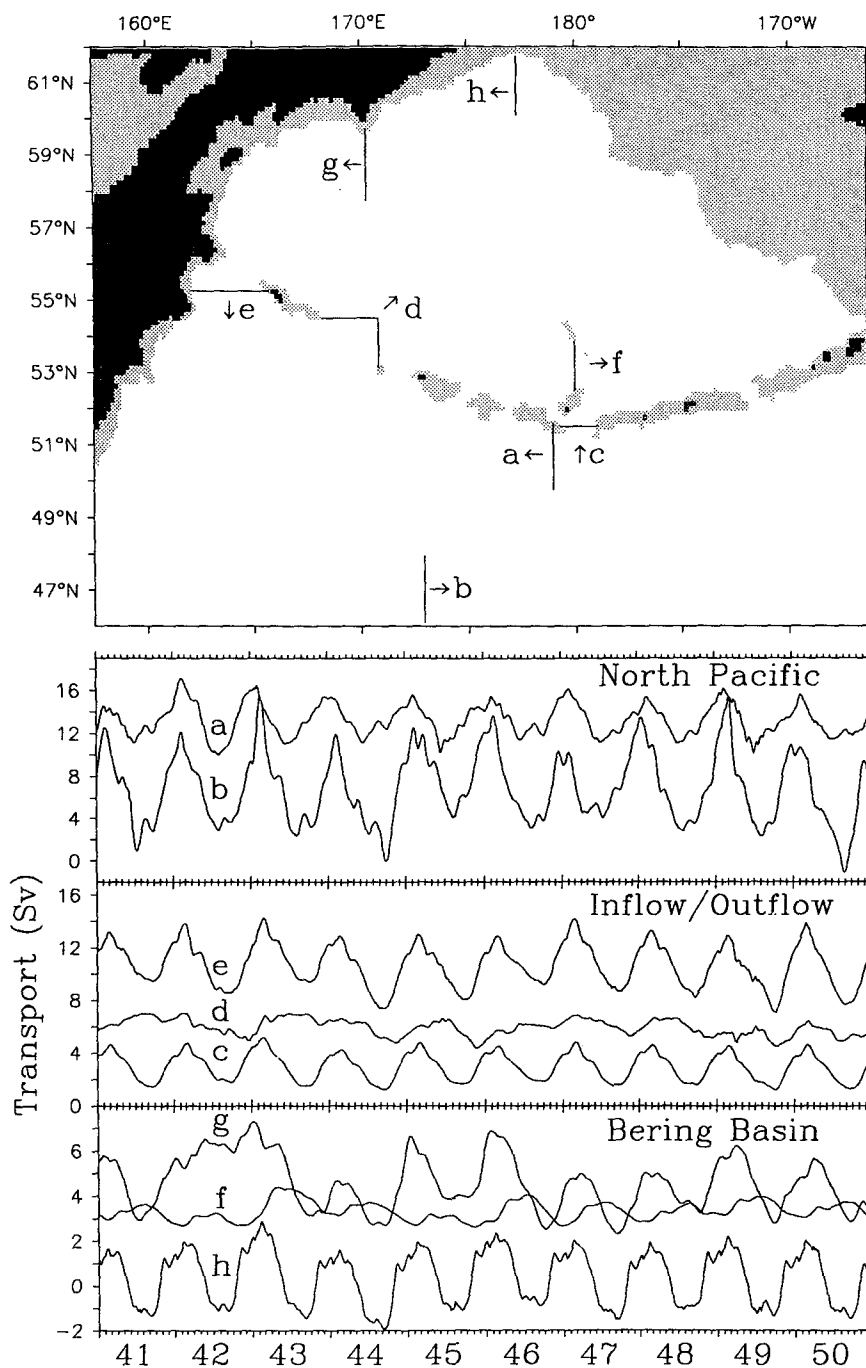 160°E 170°E 180° 170°W
61°N
h←
59°N
g←
57°N
55°N
↓e
↗d
53°N
→f
51°N
a←
↑c
49°N
47°N
→b
North Pacific
16
a
12
8
b
4
0
Inflow/Outflow
16
12
e
8
d
4
c
0
Transport (Sv)
Bering Basin
g
6
f
4
2
h
0
-2
41 42 43 44 45 46 47 48 49 50